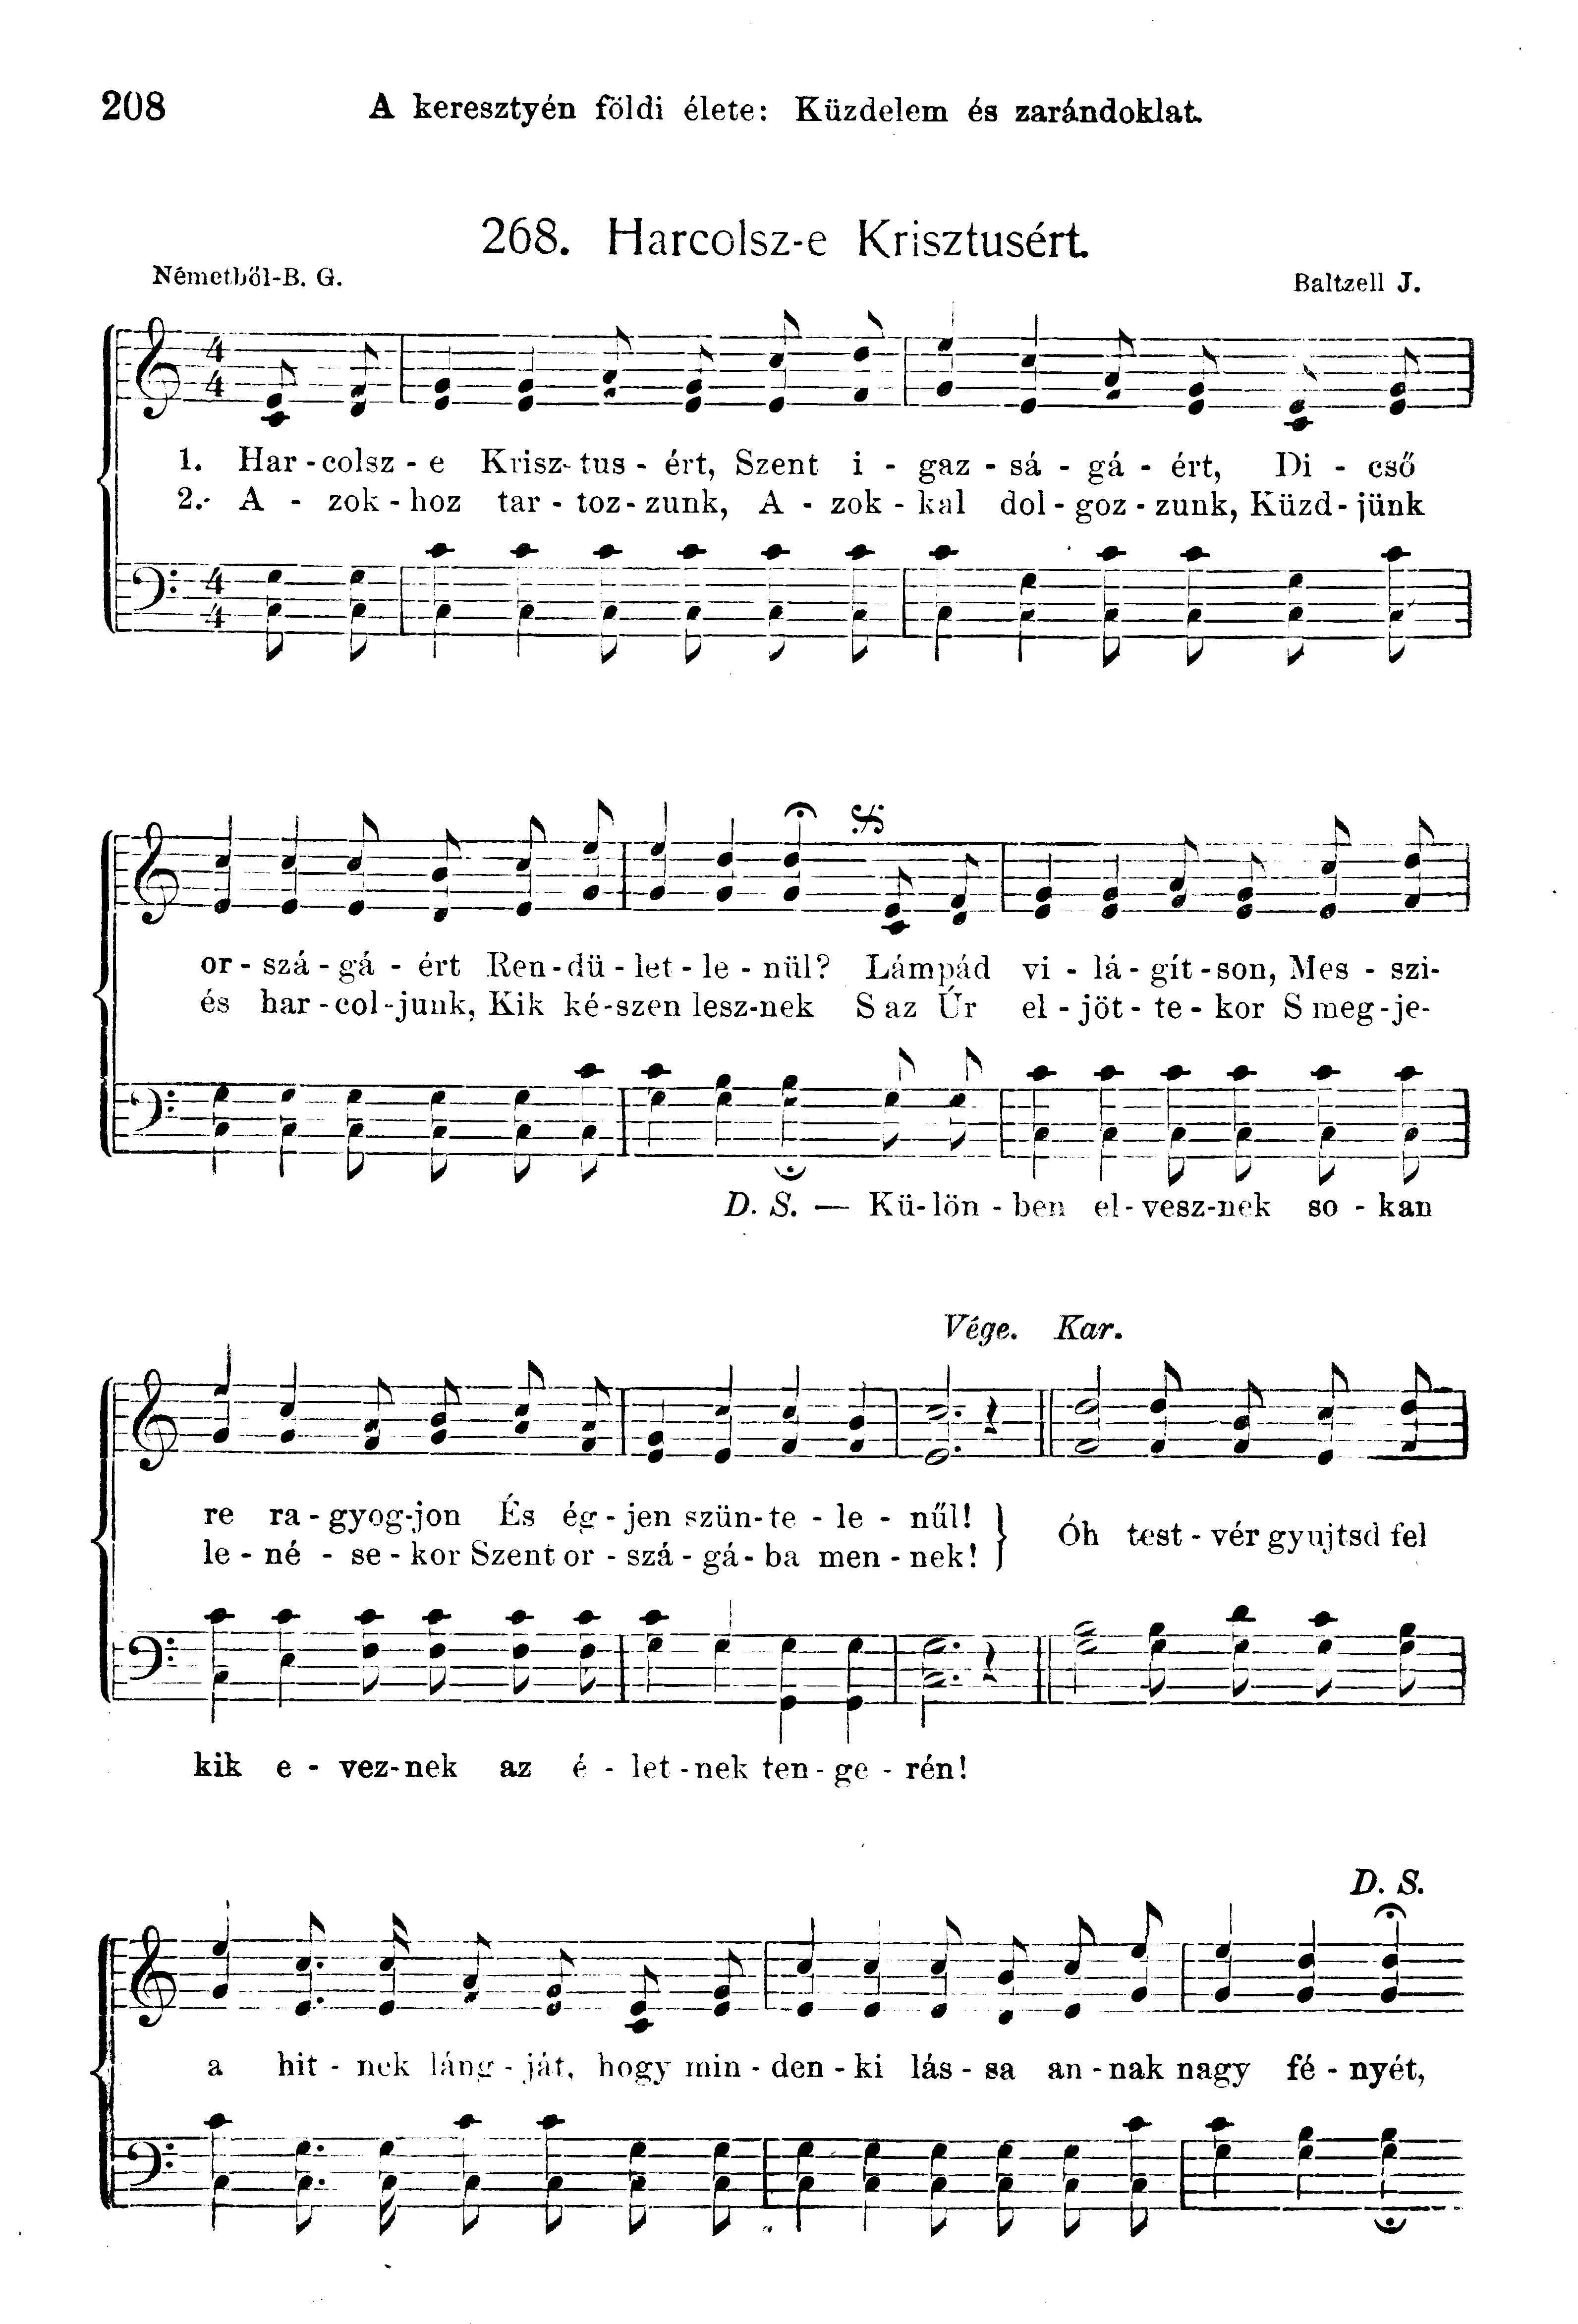 208
A keresztyén földi élete: Küzdelem és zarándoklat.
268. Harcolsz-e Krisztusért.
Németből-B. G.
Baltzell J.
4 4
1. Har - colsz - e Krisz - tus - ért, Szent i - gaz - sá - gá - ért, Di - cső
2. A - zok - hoz tar - toz - zunk, A - zok - kal dol - goz - zunk, Küzd - jünk
4 4
or - szá - gá - ért Ren - dü - let - le - nül? Lámpád vi - lá - gít - son, Mes - szi-
és har - col - junk, Kik ké - szen lesz - nek S az Úr el - jöt - te - kor S meg - je-
D. S. — Kü - lön - ben el - vesz - nek so - kan
Vége. Kar.
re ra - gyog - jon És ég - jen szün - te - le - nűl! } Óh test - vér gyujtsd fel
le - né - se - kor Szent or - szá - gá - ba men - nek!
kik e - vez - nek az é - let - nek ten - ge - rén!
D. S.
a hit - nek láng - ját, hogy min - den - ki lás - sa an - nak nagy fé - nyét,